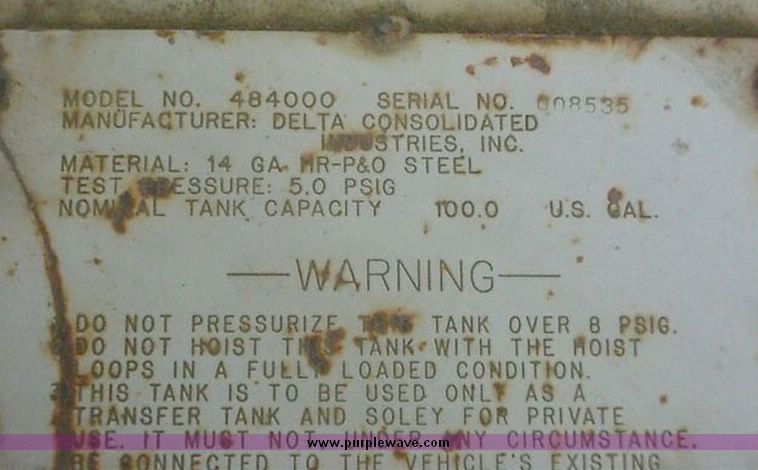 MODEL NO. 484000 SERIAL NO. 008535
MANUFACTURER: DELTA CONSOLIDATED
INDUSTRIES, INC.
MATERIAL: 14 GA. HR-P&O STEEL
TEST PRESSURE: 5.0 PSIG
NOMINAL TANK CAPACITY 100.0 U.S. GAL.
WARNING
DO NOT PRESSURIZE THIS TANK OVER 8 PSIG.
DO NOT HOIST THIS TANK WITH THE HOIST
LOOPS IN A FULLY LOADED CONDITION.
THIS TANK IS TO BE USED ONLY AS A
TRANSFER TANK AND SOLEY FOR PRIVATE
USE. IT MUST NOT, UNDER ANY CIRCUMSTANCE,
www.purplewave.com
BE CONNECTED TO THE VEHICLE'S EXISTING